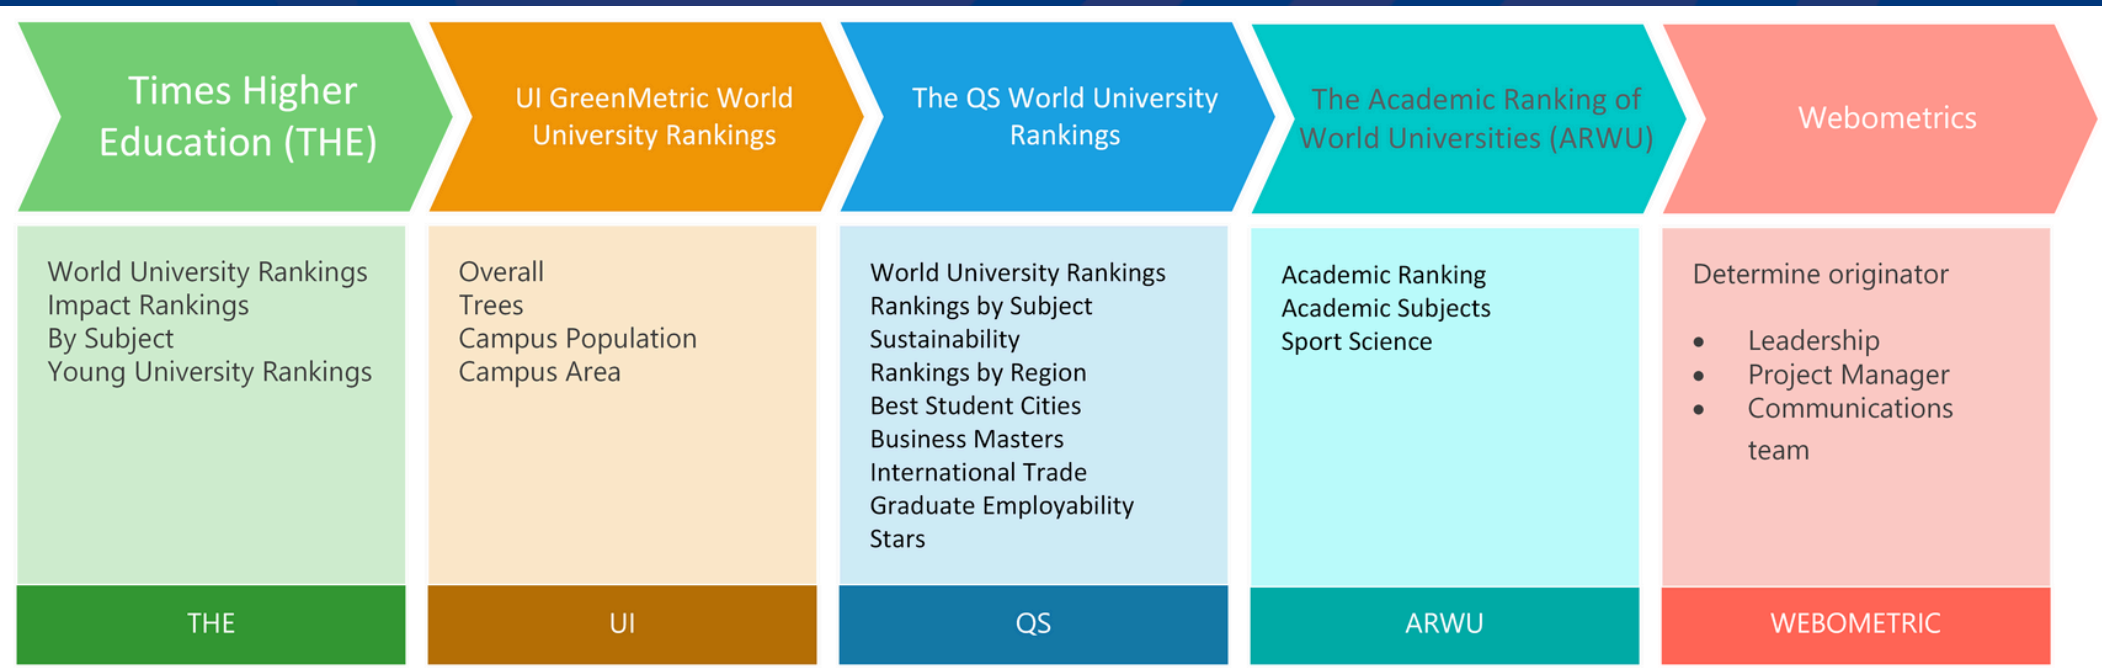 Times Higher
Education (THE)
UI GreenMetric World
University Rankings
The QS World University
Rankings
The Academic Ranking of
World Universities (ARWU)
Webometrics
World University Rankings
Impact Rankings
By Subject
Young University Rankings
Overall
Trees
Campus Population
Campus Area
World University Rankings
Rankings by Subject
Sustainability
Rankings by Region
Best Student Cities
Business Masters
International Trade
Graduate Employability
Stars
Academic Ranking
Academic Subjects
Sport Science
Determine originator
• Leadership
• Project Manager
• Communications
team
THE
UI
QS
ARWU
WEBOMETRIC